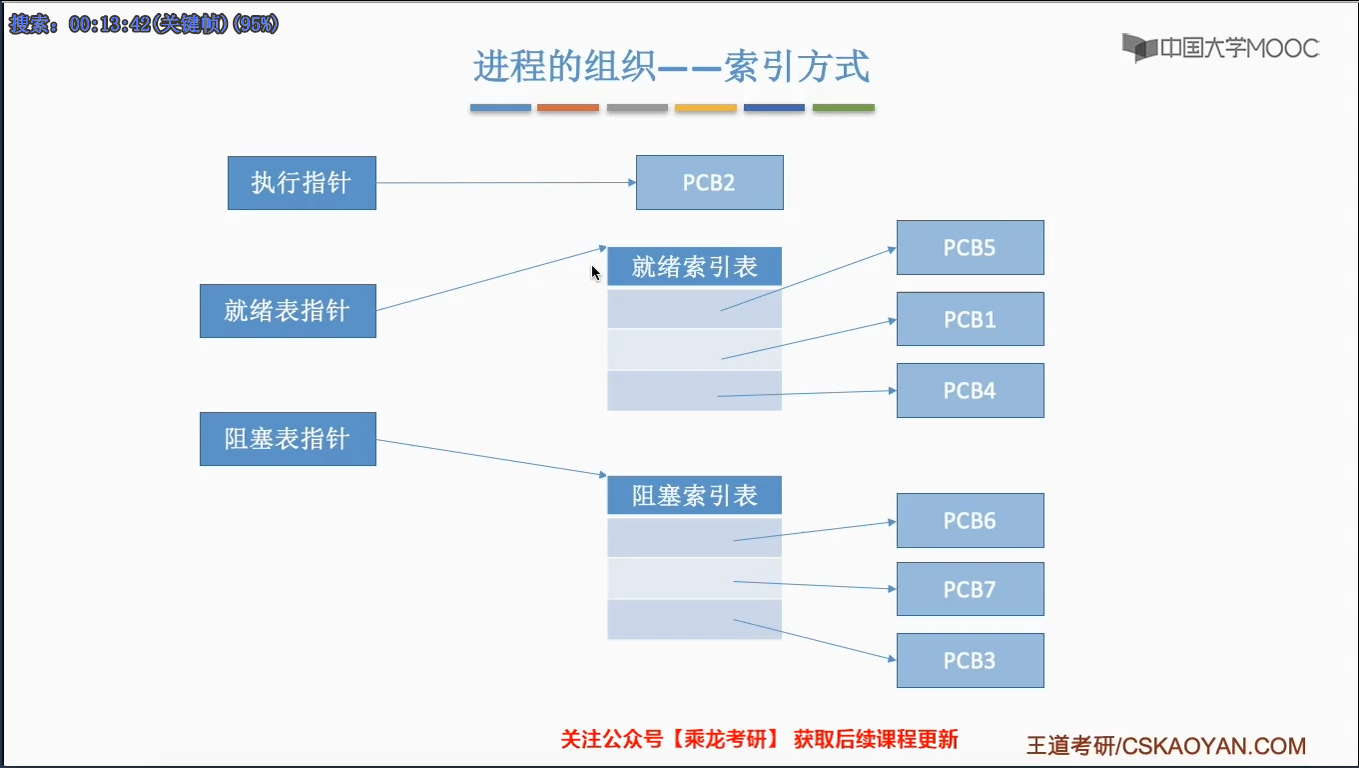 搜索：00:13:42(关键帧)(95%)
中国大学MOOC
进程的组织——索引方式
执行指针
PCB2
就绪表指针
就绪索引表
PCB5
PCB1
PCB4
阻塞表指针
阻塞索引表
PCB6
PCB7
PCB3
关注公众号【乘龙考研】 获取后续课程更新
王道考研/CSKAOYAN.COM